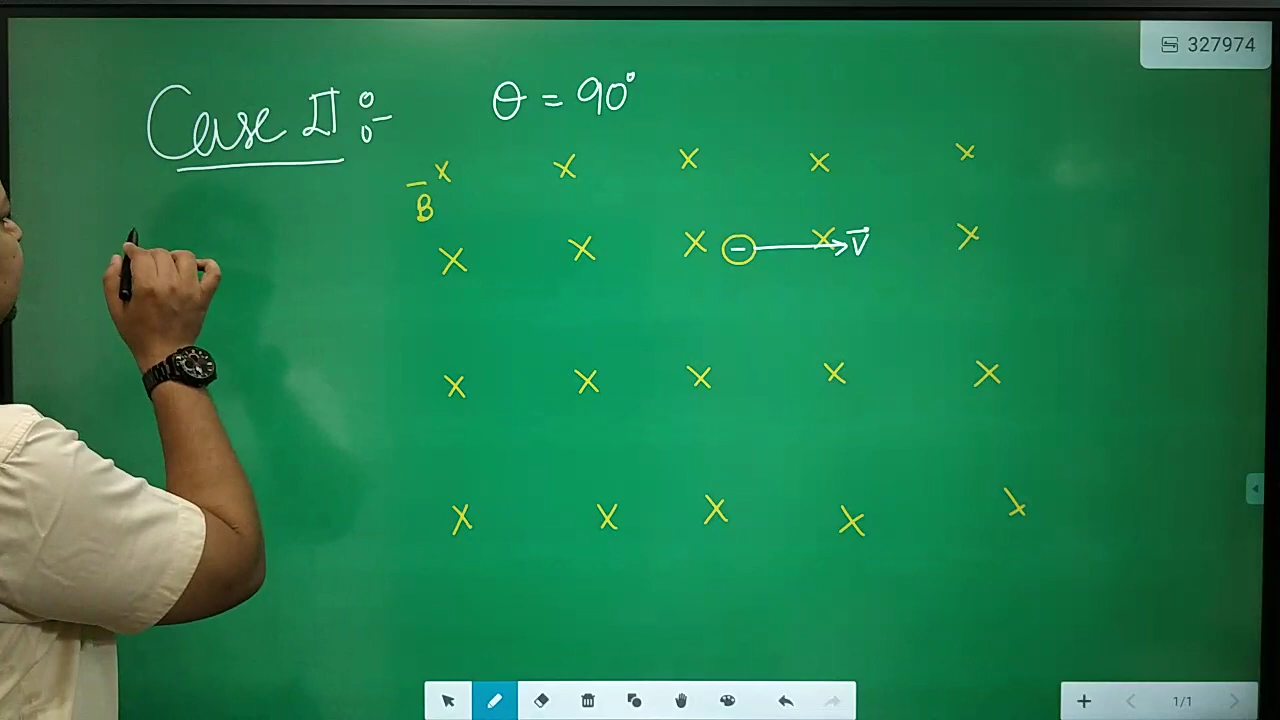 327974
Case II :-
θ = 90°
x x x x x
B̅
x x x ⊖ x v⃗ x
x x x x x
x x x x x
1/1